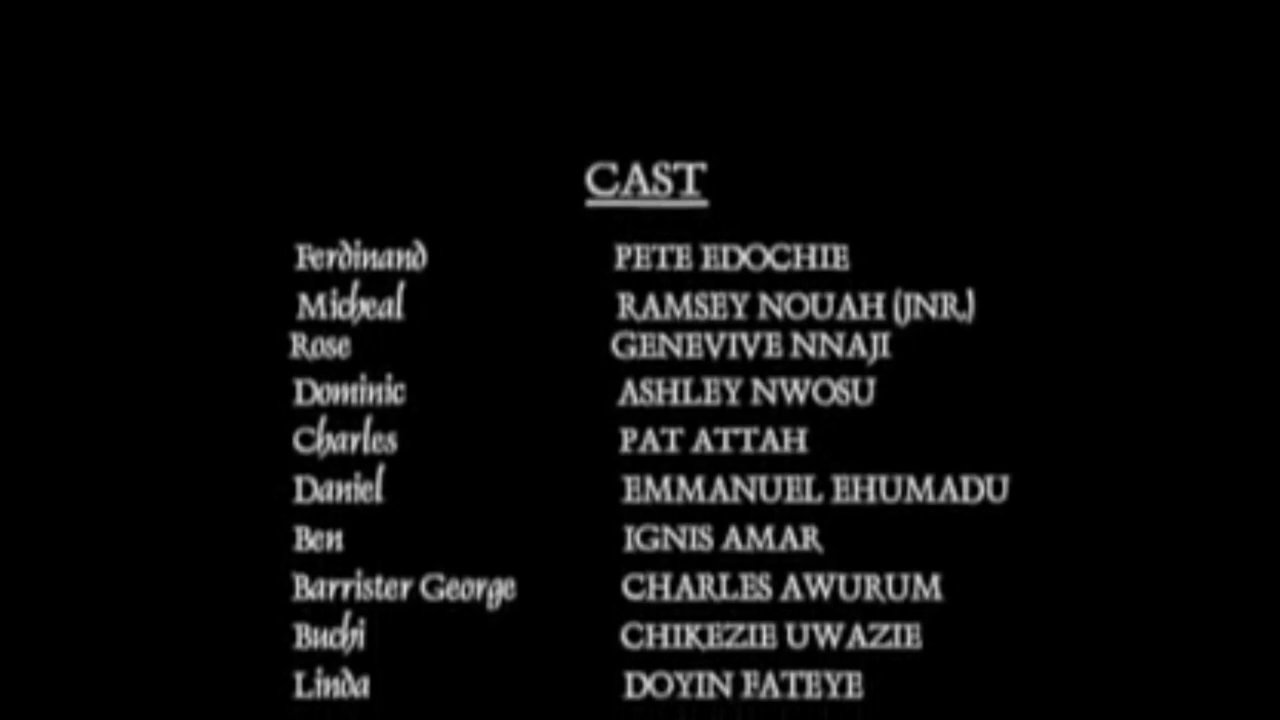 CAST
Ferdinand PETE EDOCHIE
Micheal RAMSEY NOUAH (JNR.)
Rose GENEVIVE NNAJI
Dominic ASHLEY NWOSU
Charles PAT ATTAH
Daniel EMMANUEL EHUMADU
Ben IGNIS AMAR
Barrister George CHARLES AWURUM
Buchi CHIKEZIE UWAZIE
Linda DOYIN FATEYE